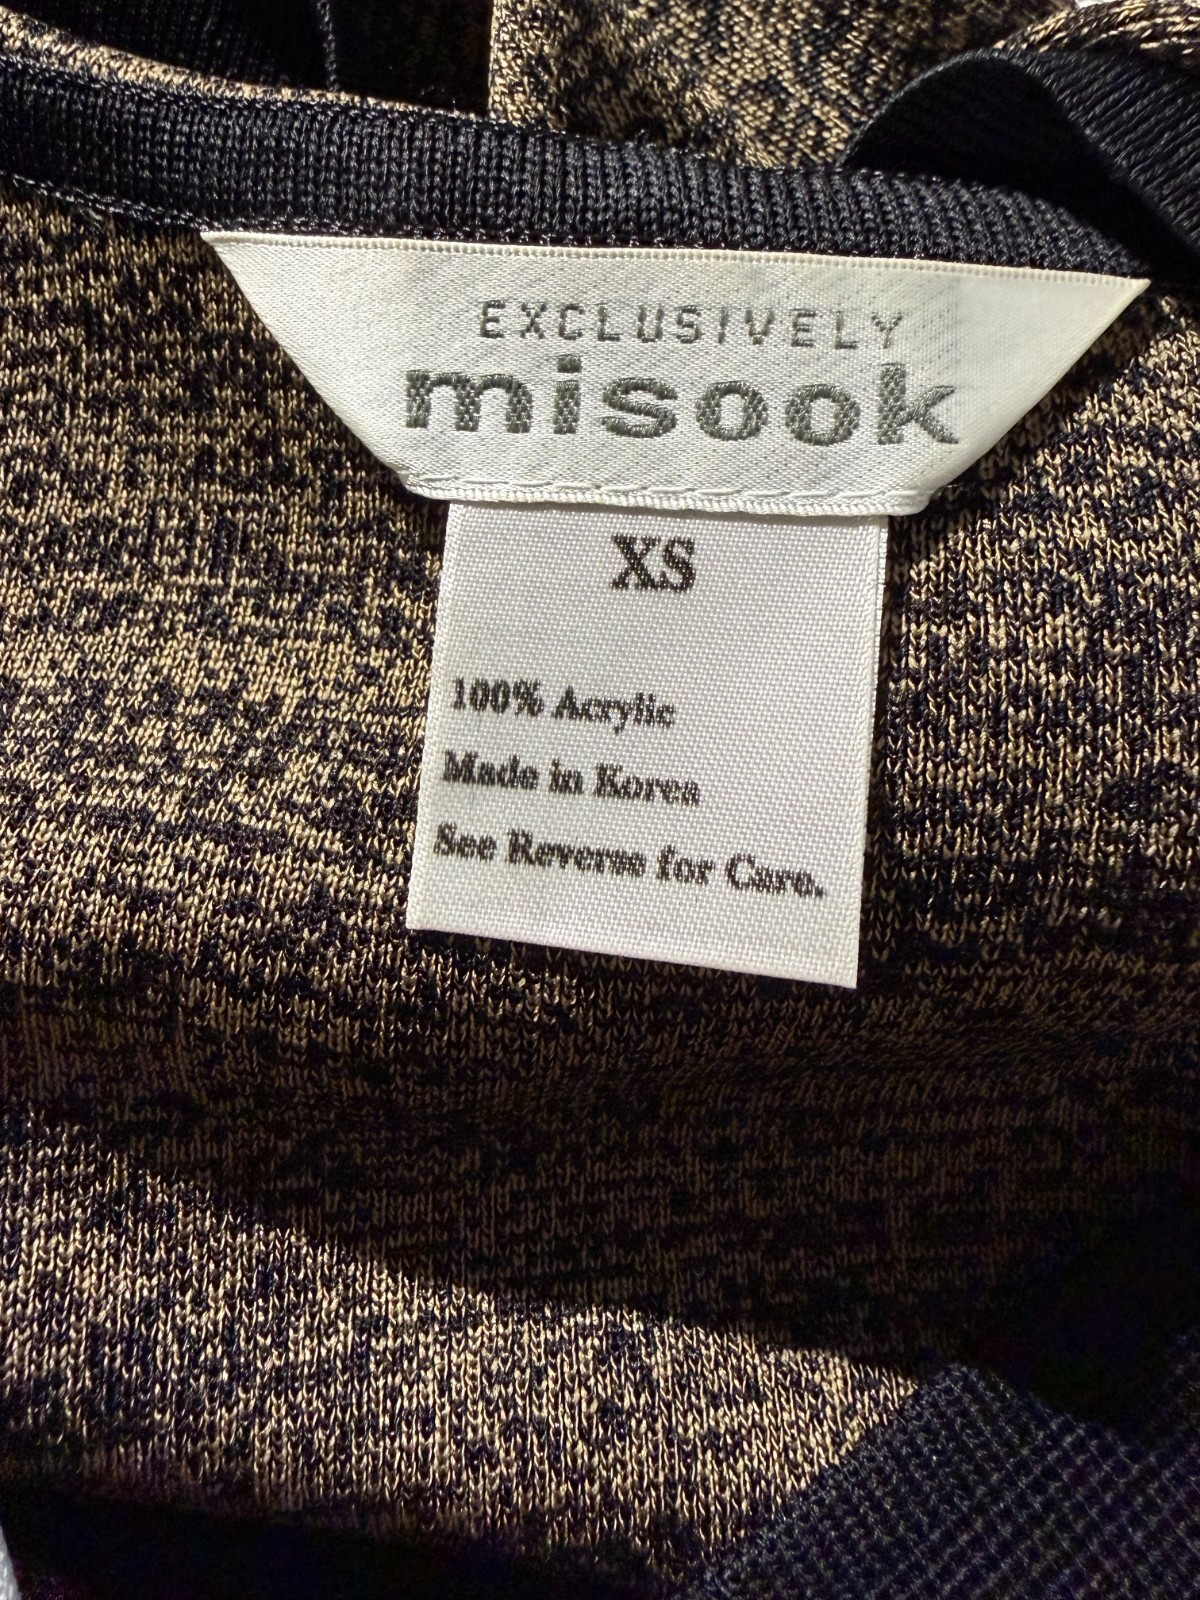 EXCLUSIVELY
misook
XS
100% Acrylic
Made in Korea
See Reverse for Care.